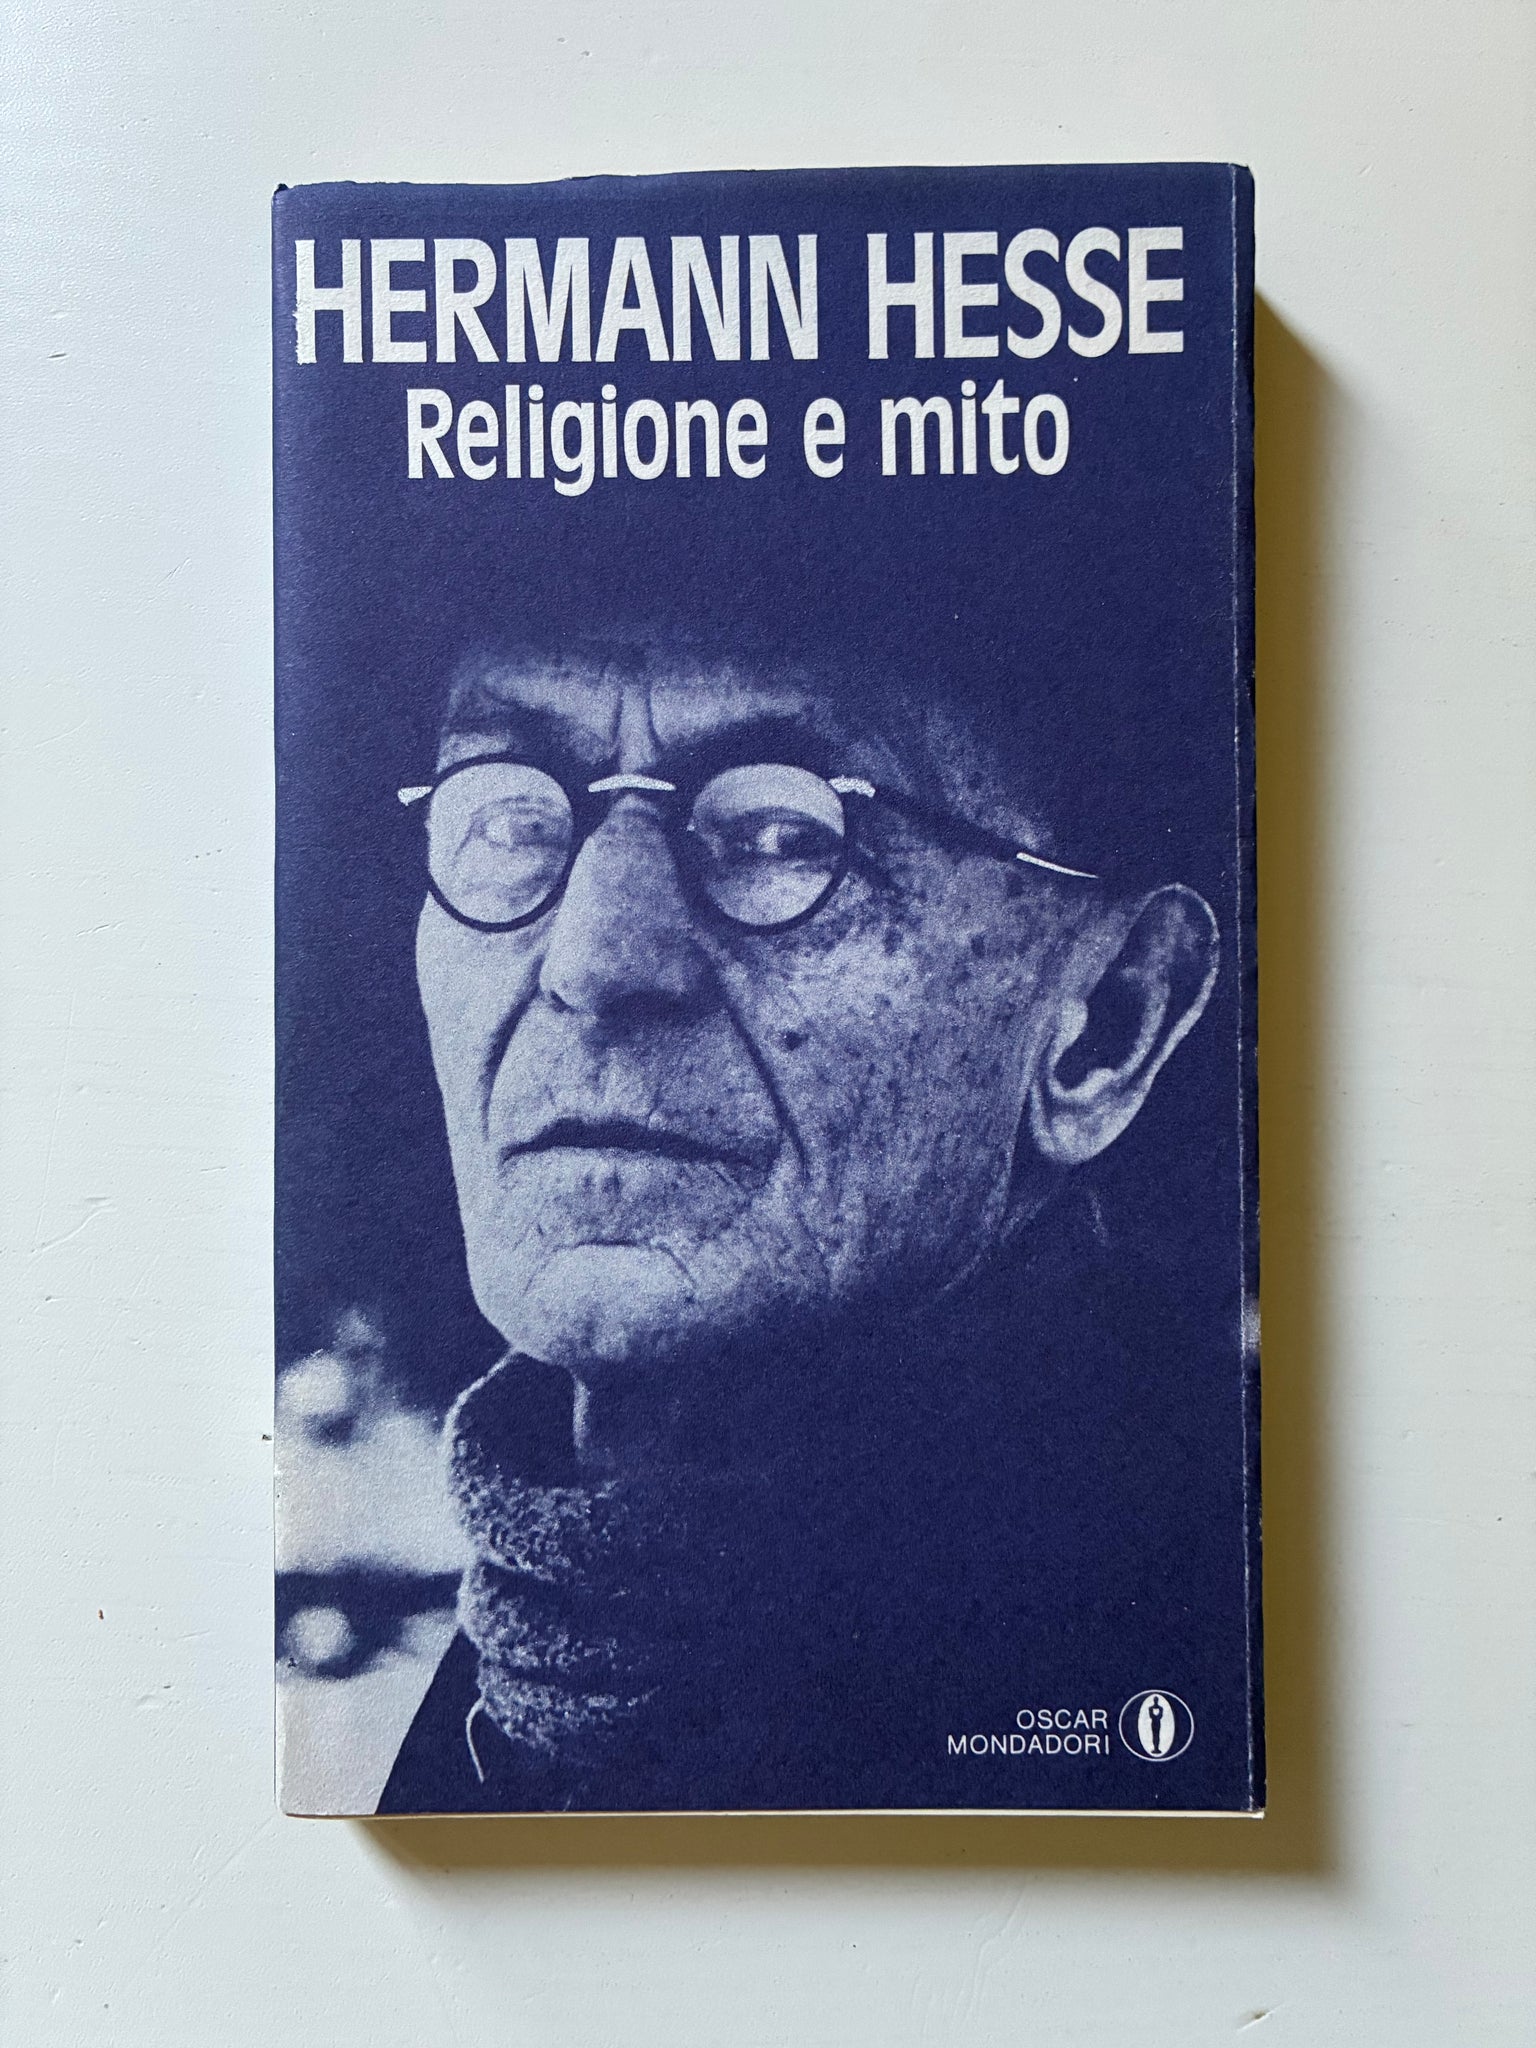 HERMANN HESSE
Religione e mito
OSCAR
MONDADORI